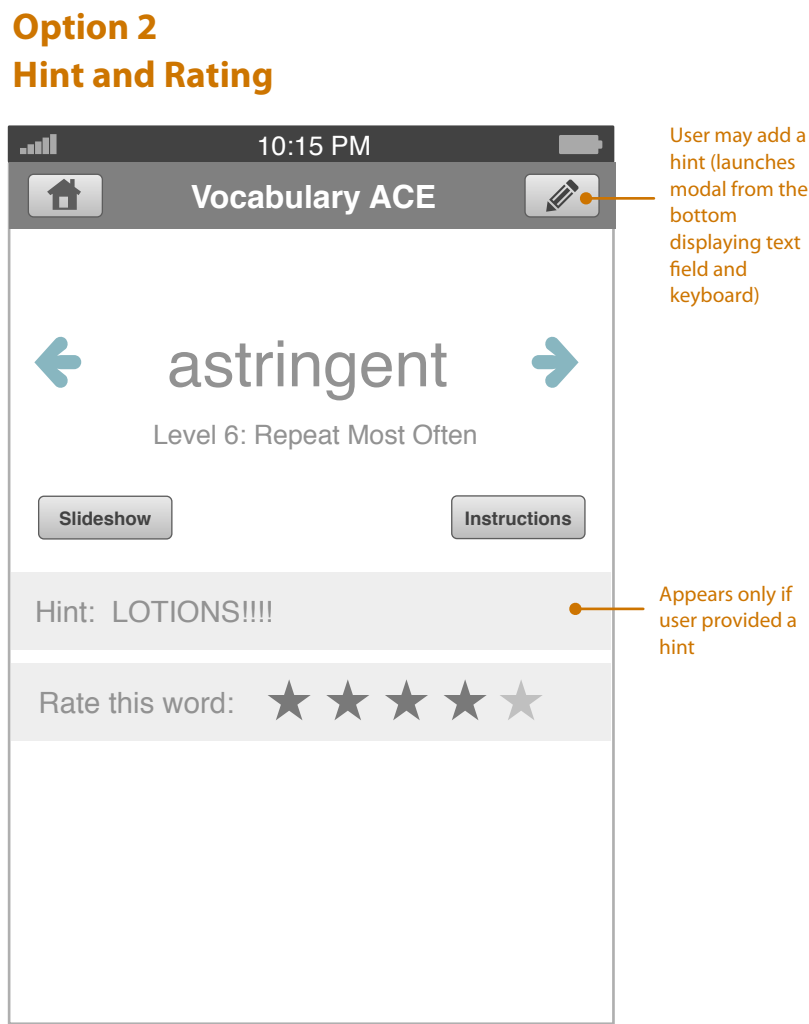 Option 2
Hint and Rating
10:15 PM
Vocabulary ACE
User may add a
hint (launches
modal from the
bottom
displaying text
field and
keyboard)
astringent
Level 6: Repeat Most Often
Slideshow
Instructions
Hint: LOTIONS!!!!
Appears only if
user provided a
hint
Rate this word: